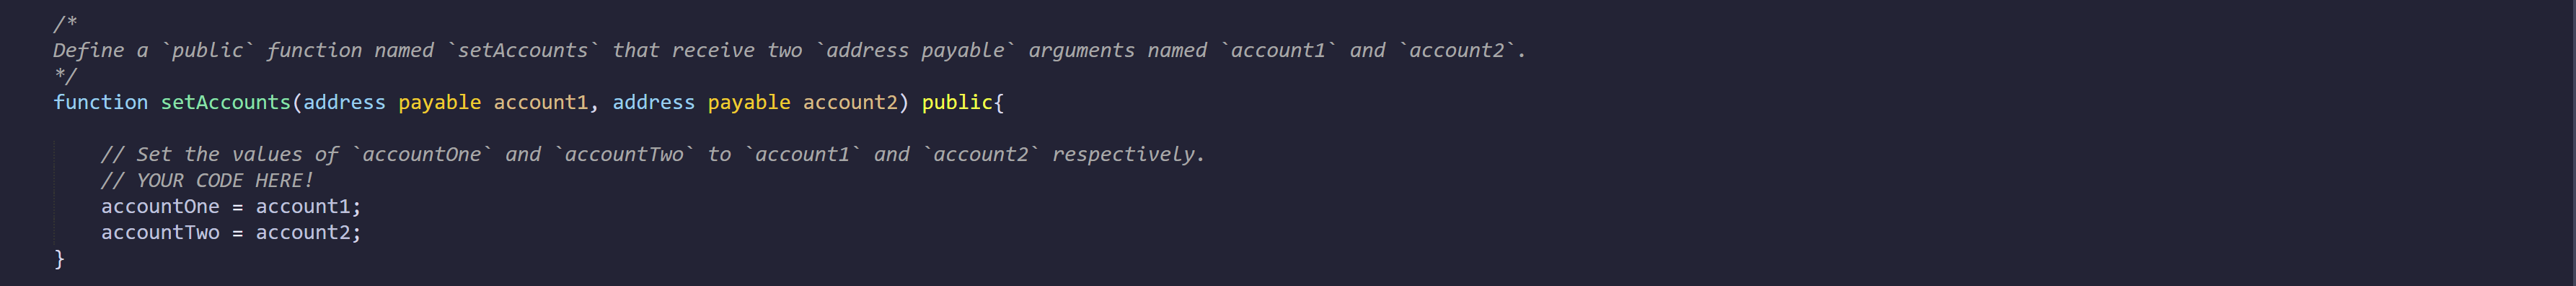 /*
Define a `public` function named `setAccounts` that receive two `address payable` arguments named `account1` and `account2`.
*/
function setAccounts(address payable account1, address payable account2) public{
// Set the values of `accountOne` and `accountTwo` to `account1` and `account2` respectively.
// YOUR CODE HERE!
accountOne = account1;
accountTwo = account2;
}